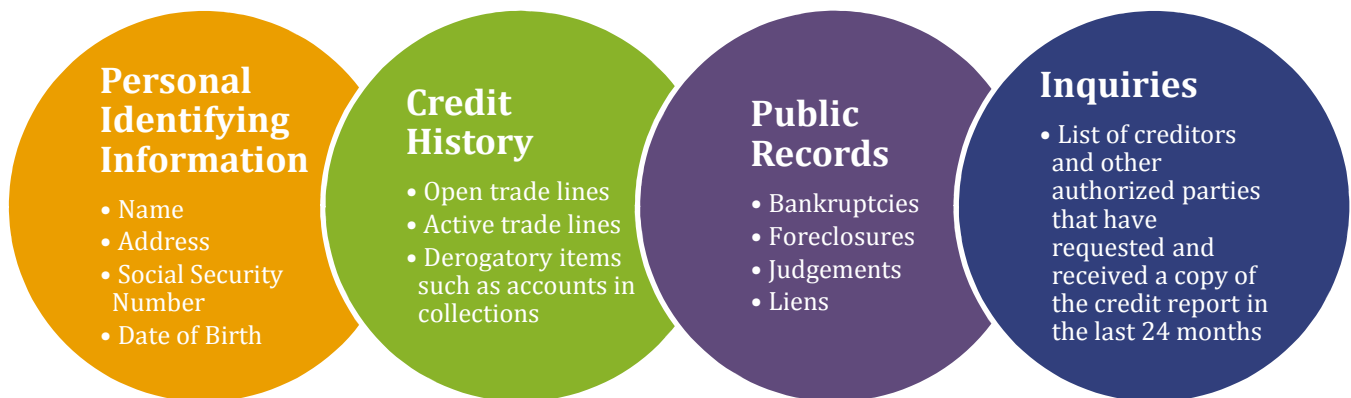 Personal
Identifying
Information
• Name
• Address
• Social Security
Number
• Date of Birth
Credit
History
• Open trade lines
• Active trade lines
• Derogatory items
such as accounts in
collections
Public
Records
• Bankruptcies
• Foreclosures
• Judgements
• Liens
Inquiries
• List of creditors
and other
authorized parties
that have
requested and
received a copy of
the credit report in
the last 24 months